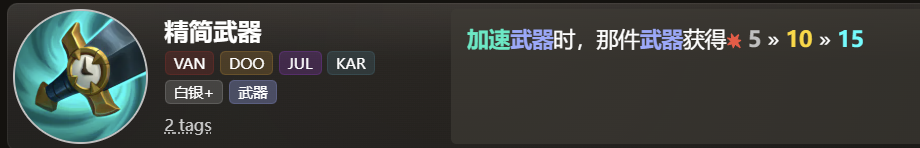 精简武器
VAN DOO JUL KAR
白银+ 武器
2 tags
加速武器时，那件武器获得 5 » 10 » 15